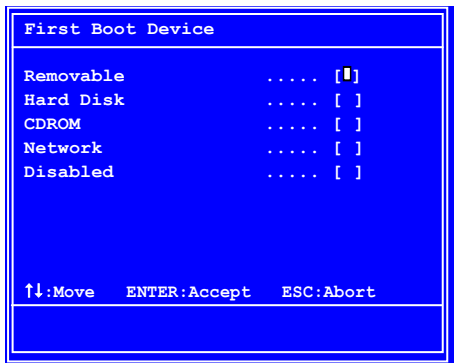 First Boot Device
Removable ..... [▮]
Hard Disk ..... [ ]
CDROM ..... [ ]
Network ..... [ ]
Disabled ..... [ ]
↑↓:Move ENTER:Accept ESC:Abort